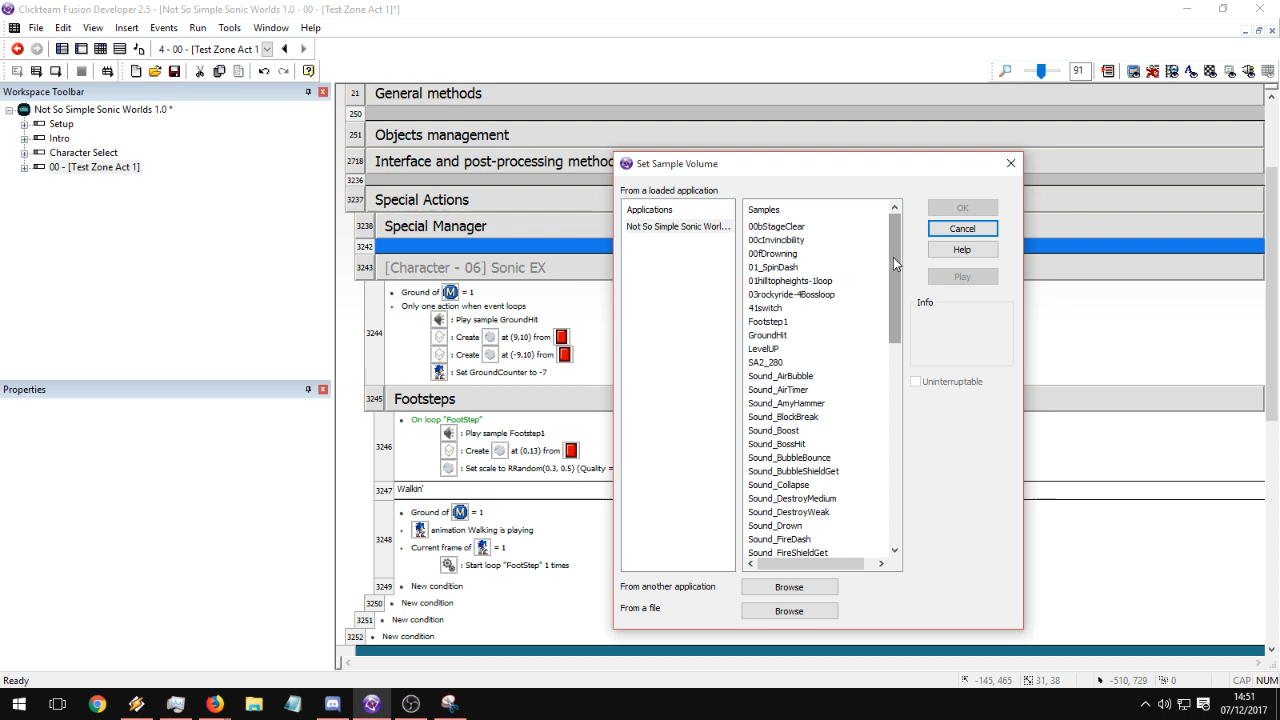 Clickteam Fusion Developer 2.5 - [Not So Simple Sonic Worlds 1.0 - 00 - [Test Zone Act 1]*]
File Edit View Insert Events Run Tools Window Help
4 - 00 - [Test Zone Act 1
91
Workspace Toolbar
Not So Simple Sonic Worlds 1.0 *
Setup
Intro
Character Select
00 - [Test Zone Act 1]
Properties
21 General methods
250
251 Objects management
2718 Interface and post-processing method
3236
3237 Special Actions
3238 Special Manager
3242
3243 [Character - 06] Sonic EX
3244
Ground of = 1
Only one action when event loops
: Play sample GroundHit
: Create at (9,10) from
: Create at (-9,10) from
: Set GroundCounter to -7
3245 Footsteps
3246
On loop "FootStep"
: Play sample Footstep1
: Create at (0,13) from
: Set scale to RRandom(0.3, 0.5) (Quality =
3247 Walkin'
3248
Ground of = 1
animation Walking is playing
Current frame of = 1
: Start loop "FootStep" 1 times
3249 New condition
3250 New condition
3251 New condition
3252 New condition
Set Sample Volume
From a loaded application
Applications
Not So Simple Sonic Worl...
Samples
00bStageClear
00cInvincibility
00fDrowning
01_SpinDash
01hilltopheights-1loop
03rockyride-4Bossloop
41switch
Footstep1
GroundHit
LevelUP
SA2_280
Sound_AirBubble
Sound_AirTimer
Sound_AmyHammer
Sound_BlockBreak
Sound_Boost
Sound_BossHit
Sound_BubbleBounce
Sound_BubbleShieldGet
Sound_Collapse
Sound_DestroyMedium
Sound_DestroyWeak
Sound_Drown
Sound_FireDash
Sound_FireShieldGet
OK
Cancel
Help
Play
Info
Uninterruptable
From another application Browse
From a file Browse
Ready
-145, 465 31, 38 -510, 729 0 CAP NUM
14:51
07/12/2017